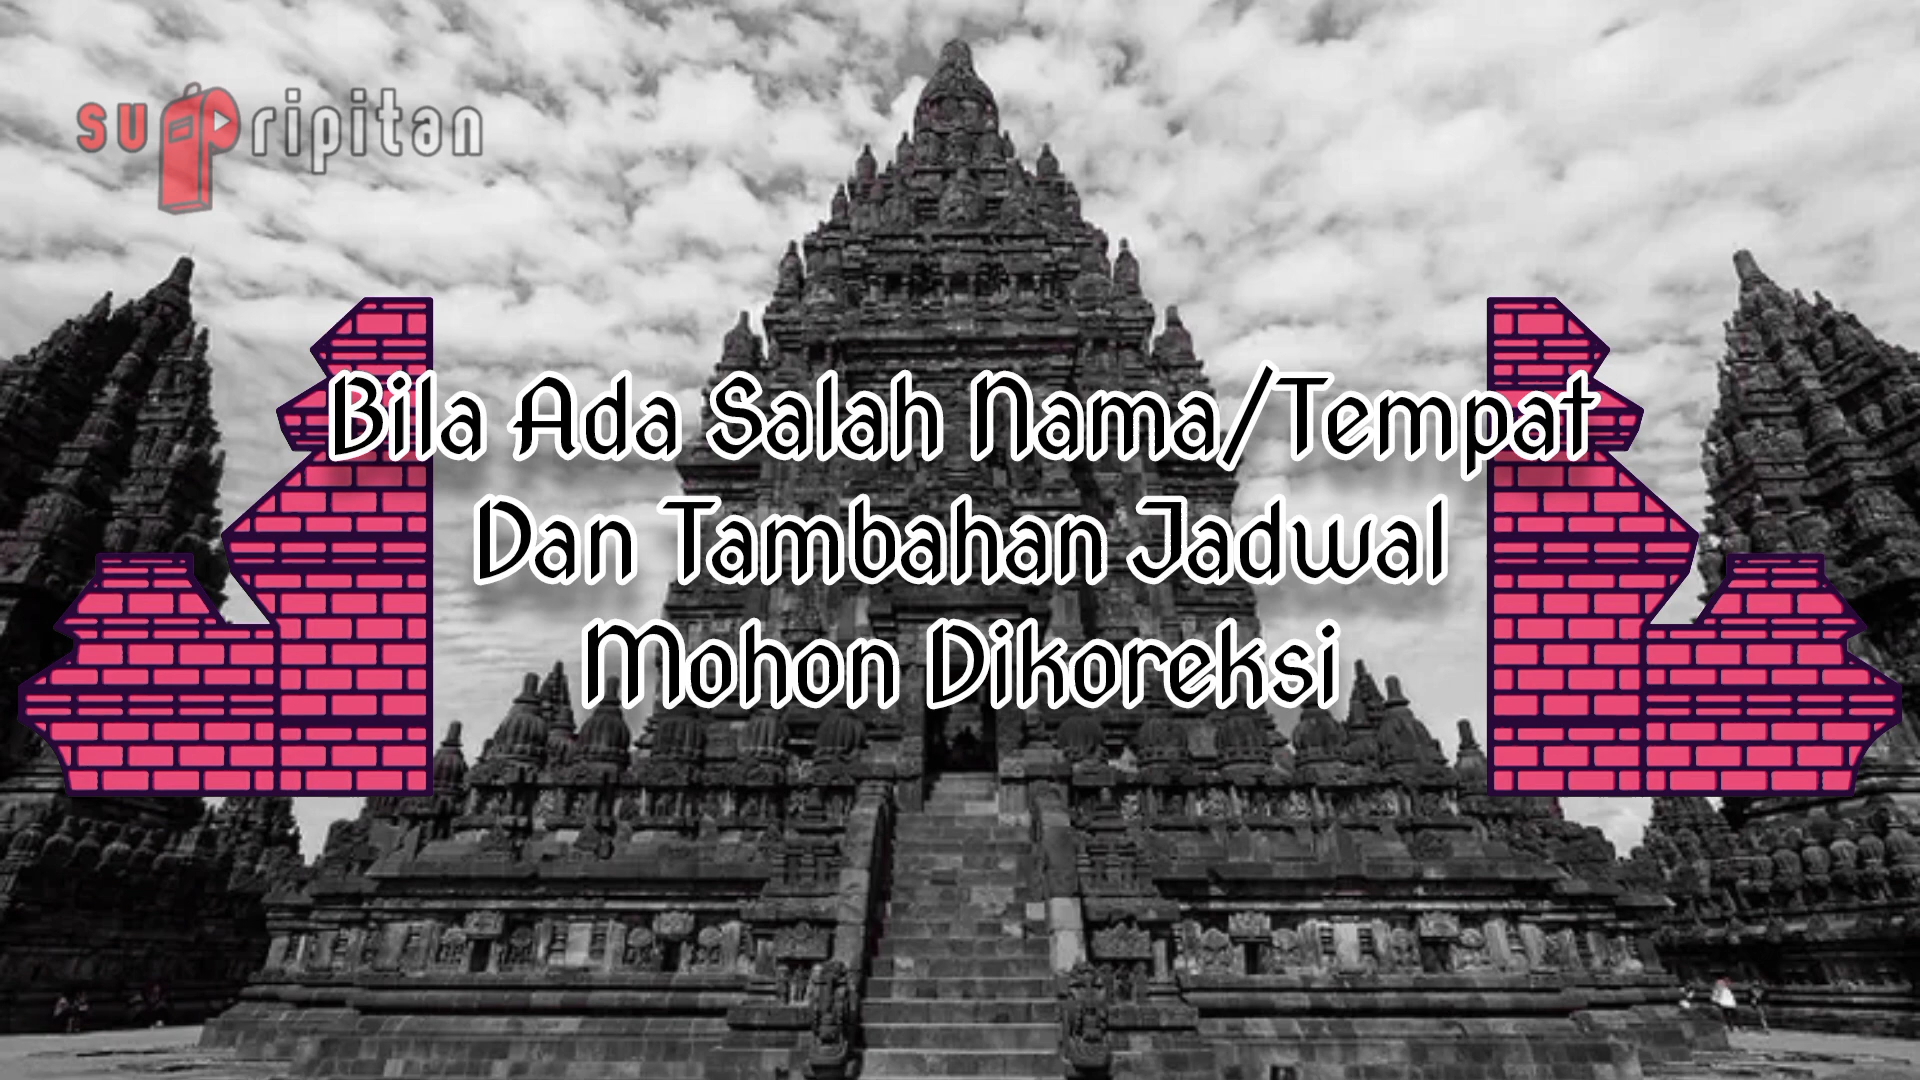 supripitan
Bila Ada Salah Nama/Tempat
Dan Tambahan Jadwal
Mohon Dikoreksi